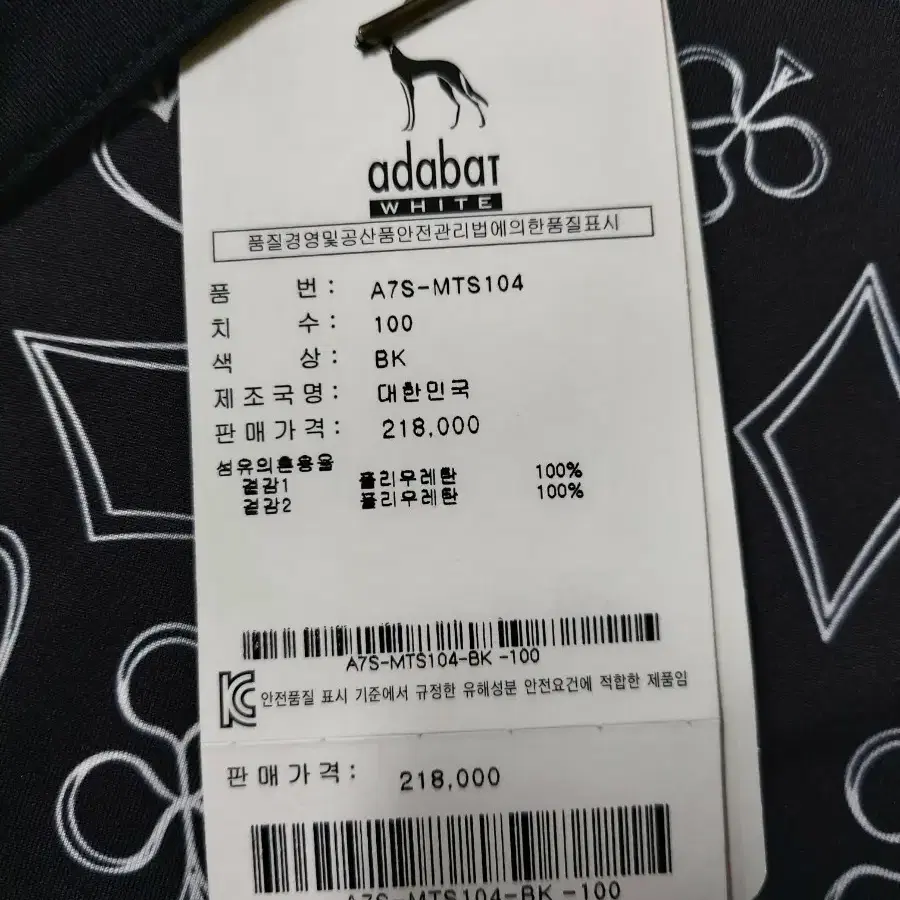 adabat
WHITE
품질경영및공산품안전관리법에의한품질표시
품 번 : A7S-MTS104
치 수 : 100
색 상 : BK
제조국명 : 대한민국
판매가격 : 218,000
섬유의혼용율
겉감1 폴리우레탄 100%
겉감2 폴리우레탄 100%
A7S-MTS104-BK -100
안전품질 표시 기준에서 규정한 유해성분 안전요건에 적합한 제품임
판매가격 : 218,000
A7S-MTS104-BK -100